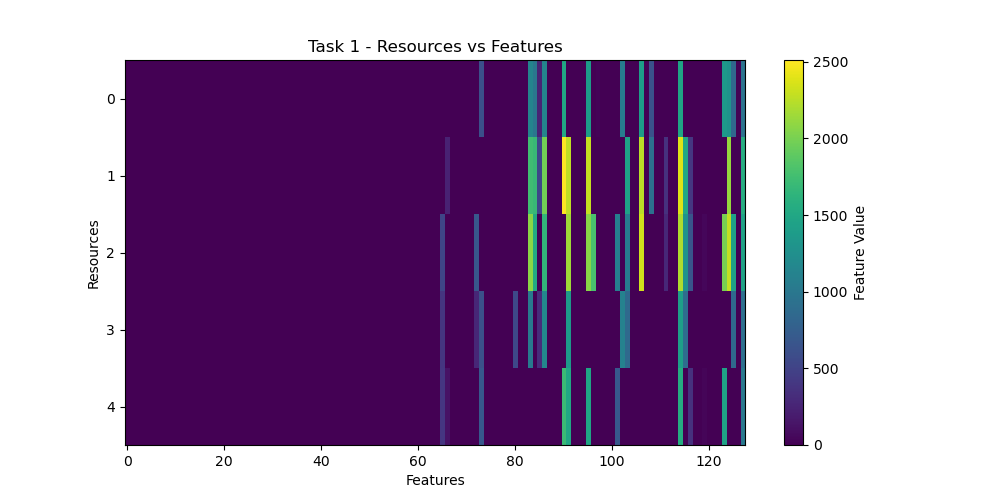 Task 1 - Resources vs Features
Resources
0
1
2
3
4
0 20 40 60 80 100 120
Features
2500
2000
1500
1000
500
0
Feature Value